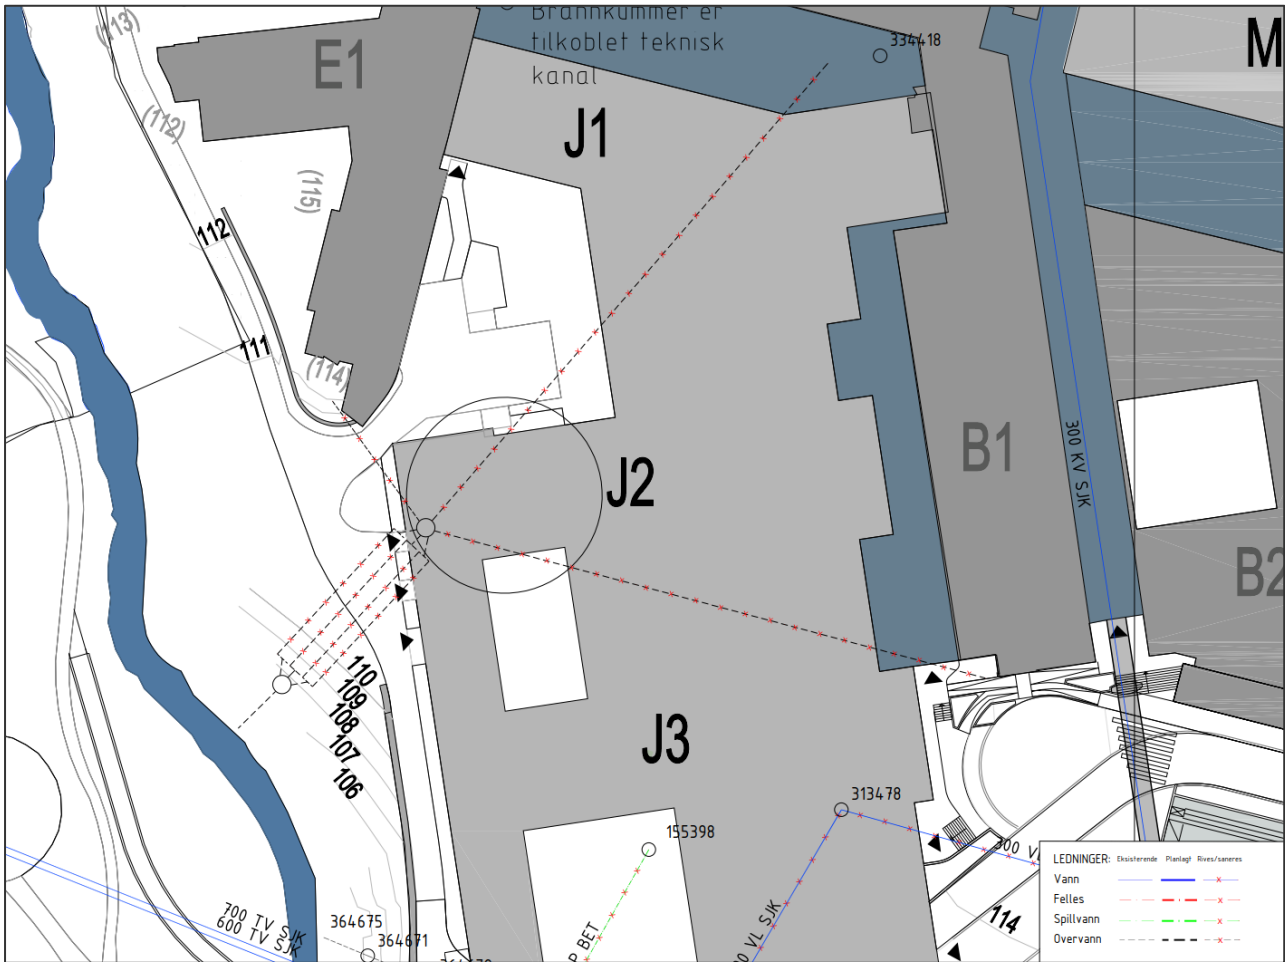 Brannkummer er
tilkoblet teknisk
kanal
334418
(113)
E1
M
(112)
J1
(115)
112
111
(114)
300 KV SJK
B1
J2
B2
110
109
108
107
106
J3
313478
155398
700 TV SJK
600 TV SJK
364675
364671
P BET
VL SJK
114
LEDNINGER: Eksisterende Planlagt Rives/saneres
Vann
Felles
Spillvann
Overvann